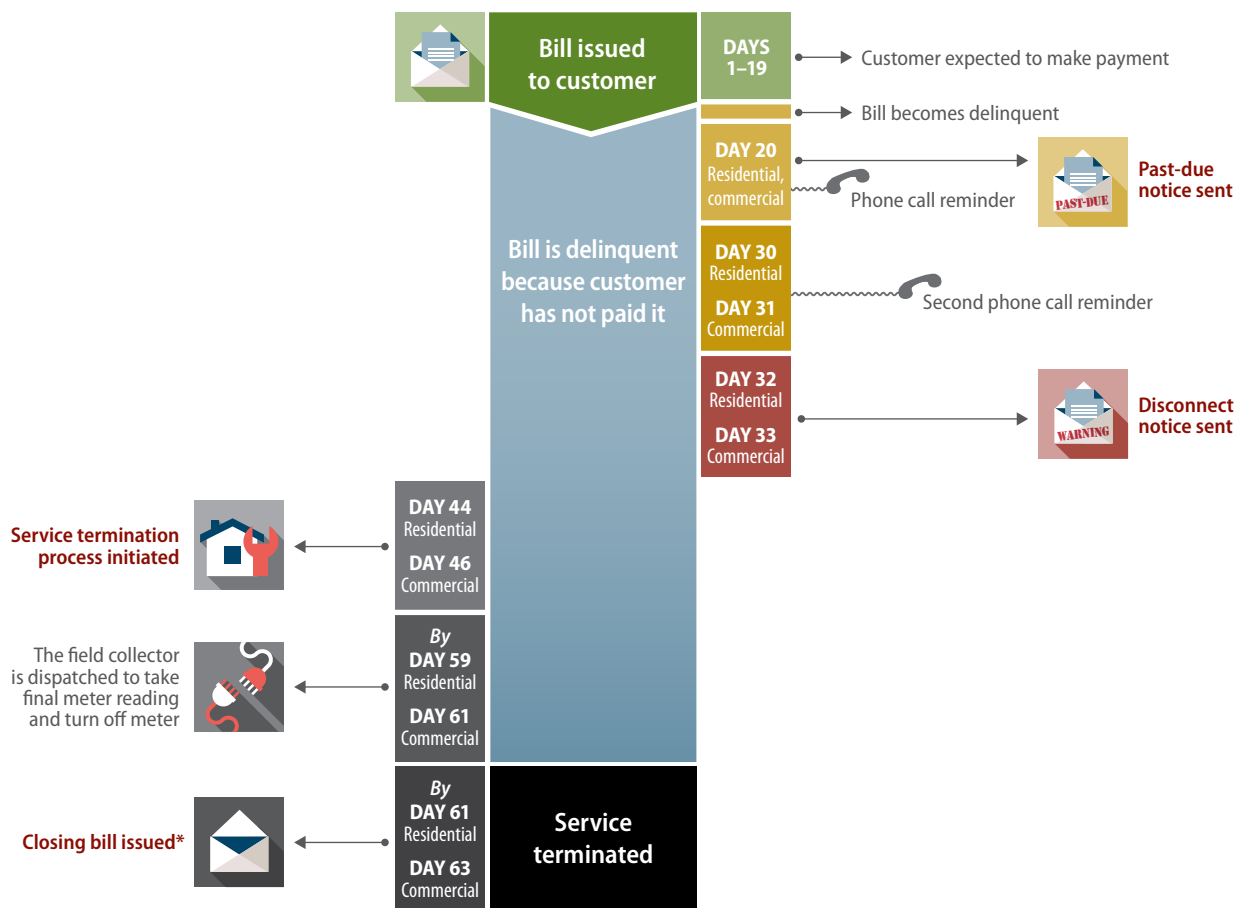 Bill issued
to customer
DAYS
1–19
Customer expected to make payment
Bill becomes delinquent
DAY 20
Residential,
commercial
PAST-DUE
Past-due
notice sent
Phone call reminder
Bill is delinquent
because customer
has not paid it
DAY 30
Residential
DAY 31
Commercial
Second phone call reminder
DAY 32
Residential
DAY 33
Commercial
WARNING
Disconnect
notice sent
Service termination
process initiated
DAY 44
Residential
DAY 46
Commercial
The field collector
is dispatched to take
final meter reading
and turn off meter
By
DAY 59
Residential
DAY 61
Commercial
Closing bill issued*
By
DAY 61
Residential
DAY 63
Commercial
Service
terminated